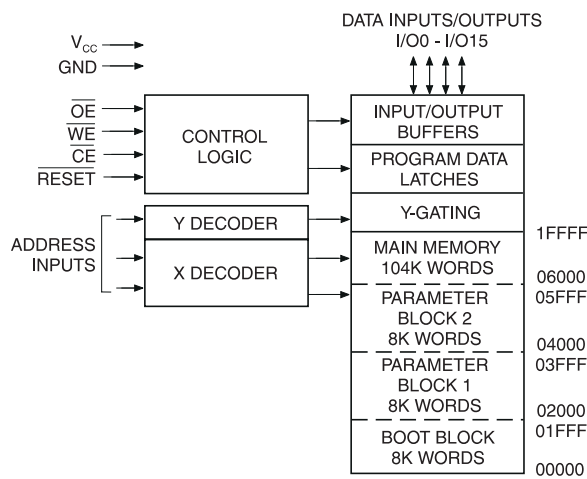 DATA INPUTS/OUTPUTS
I/O0 - I/O15
VCC
GND
OE
WE
CE
RESET
CONTROL
LOGIC
INPUT/OUTPUT
BUFFERS
PROGRAM DATA
LATCHES
ADDRESS
INPUTS
Y DECODER
X DECODER
Y-GATING
1FFFF
MAIN MEMORY
104K WORDS
06000
PARAMETER
BLOCK 2
8K WORDS
05FFF
04000
PARAMETER
BLOCK 1
8K WORDS
03FFF
02000
BOOT BLOCK
8K WORDS
01FFF
00000